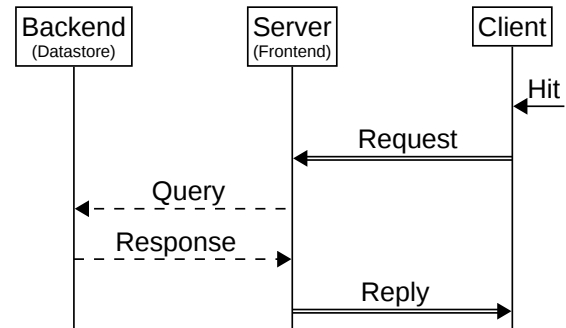 Backend
(Datastore)
Server
(Frontend)
Client
Hit
Request
Query
Response
Reply